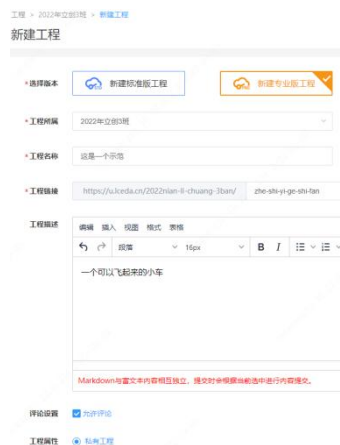 工程 > 2022年立创3班 > 新建工程
新建工程
*选择版本 新建标准版工程 新建专业版工程
*工程所属 2022年立创3班
*工程名称 这是一个示范
*工程链接 https://u.lceda.cn/2022nian-li-chuang-3ban/ zhe-shi-yi-ge-shi-fan
工程描述 编辑 插入 视图 格式 表格
段落 16px B I
一个可以飞起来的小车
Markdown与富文本内容相互独立，提交时会根据当前选中进行内容提交。
评论设置 允许评论
工程属性 私有工程